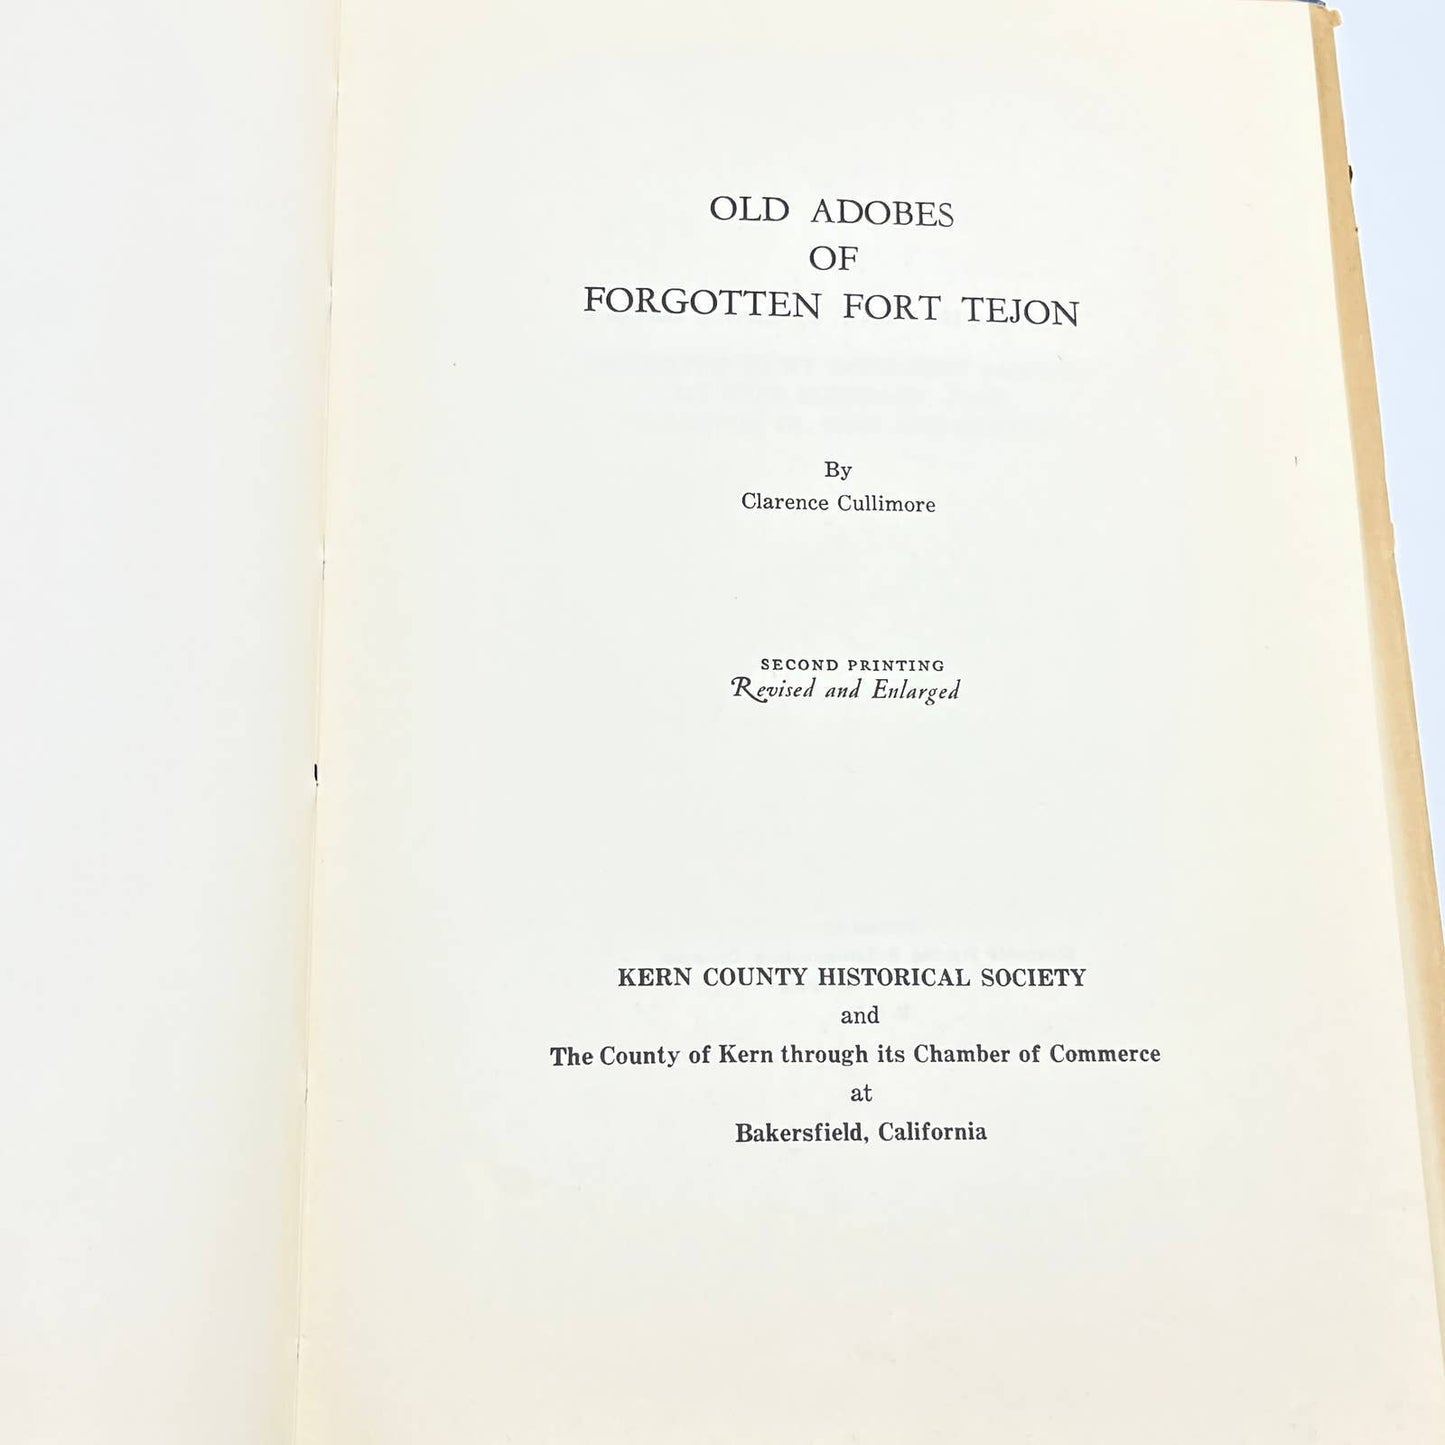 OLD ADOBES
OF
FORGOTTEN FORT TEJON
By
Clarence Cullimore
SECOND PRINTING
Revised and Enlarged
KERN COUNTY HISTORICAL SOCIETY
and
The County of Kern through its Chamber of Commerce
at
Bakersfield, California